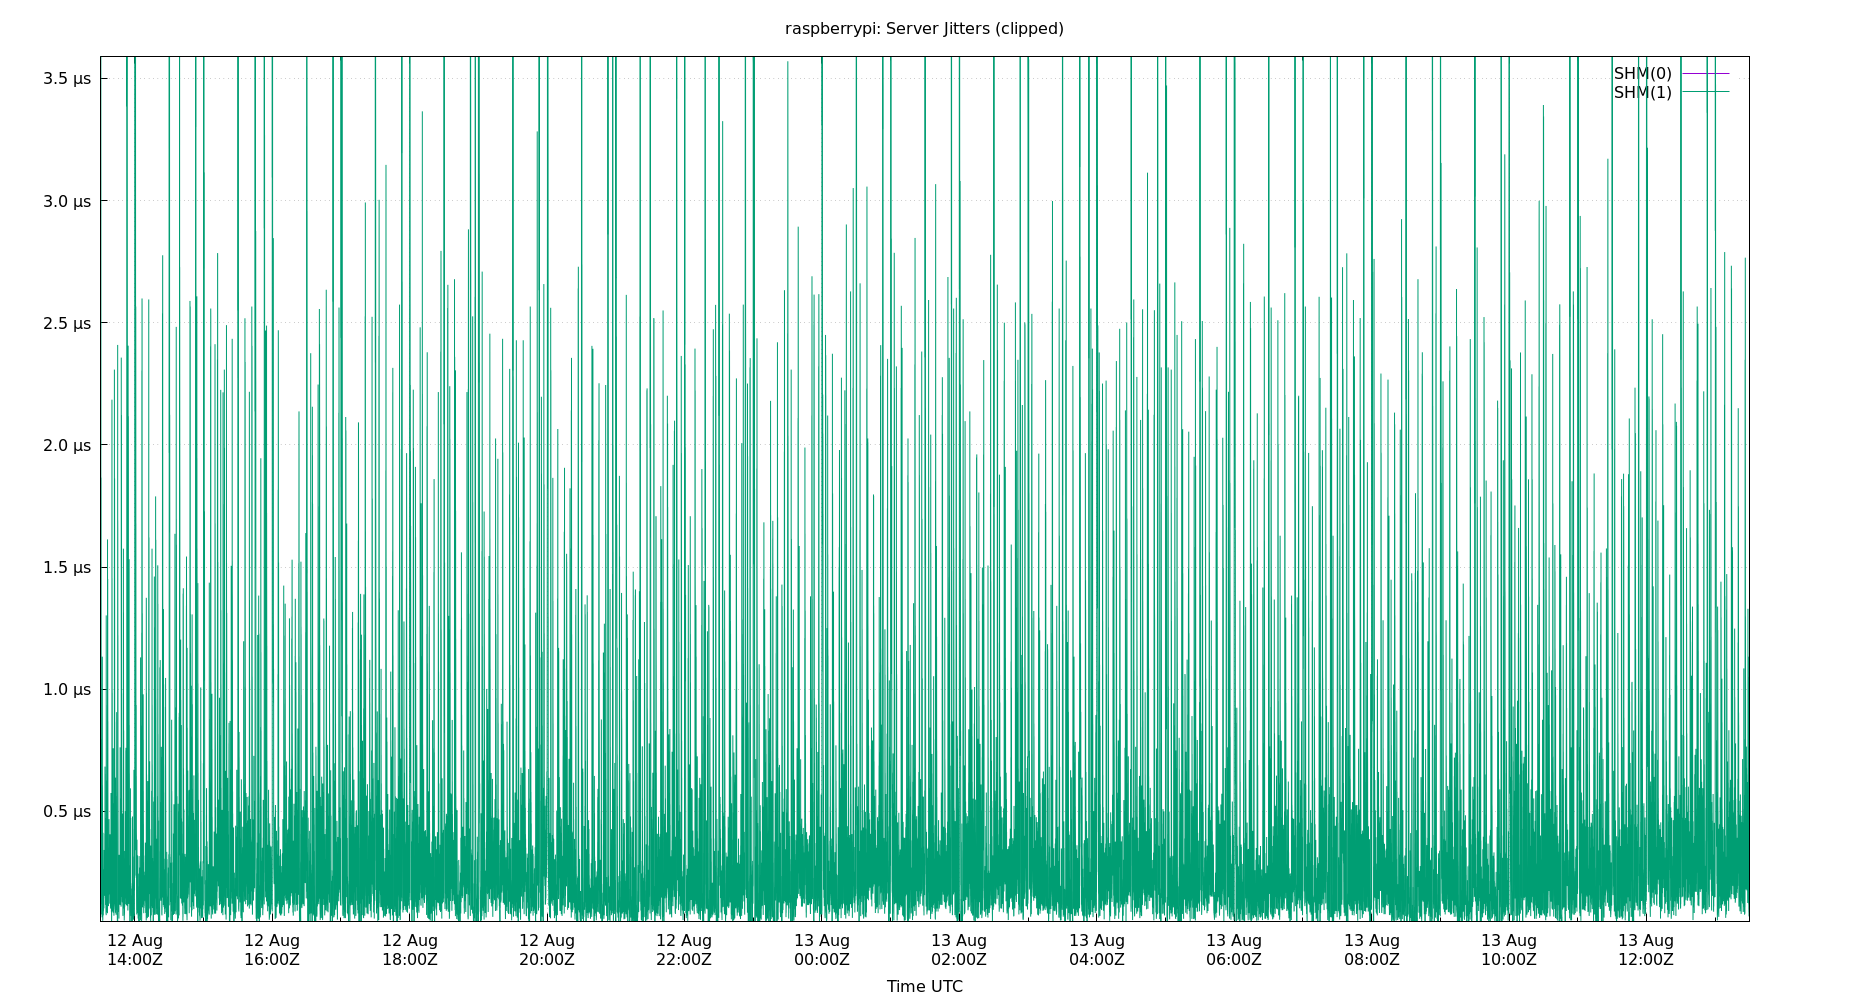 raspberrypi: Server Jitters (clipped)
SHM(0)
SHM(1)
3.5 µs
3.0 µs
2.5 µs
2.0 µs
1.5 µs
1.0 µs
0.5 µs
12 Aug 12 Aug 12 Aug 12 Aug 12 Aug 13 Aug 13 Aug 13 Aug 13 Aug 13 Aug 13 Aug 13 Aug
14:00Z 16:00Z 18:00Z 20:00Z 22:00Z 00:00Z 02:00Z 04:00Z 06:00Z 08:00Z 10:00Z 12:00Z
Time UTC